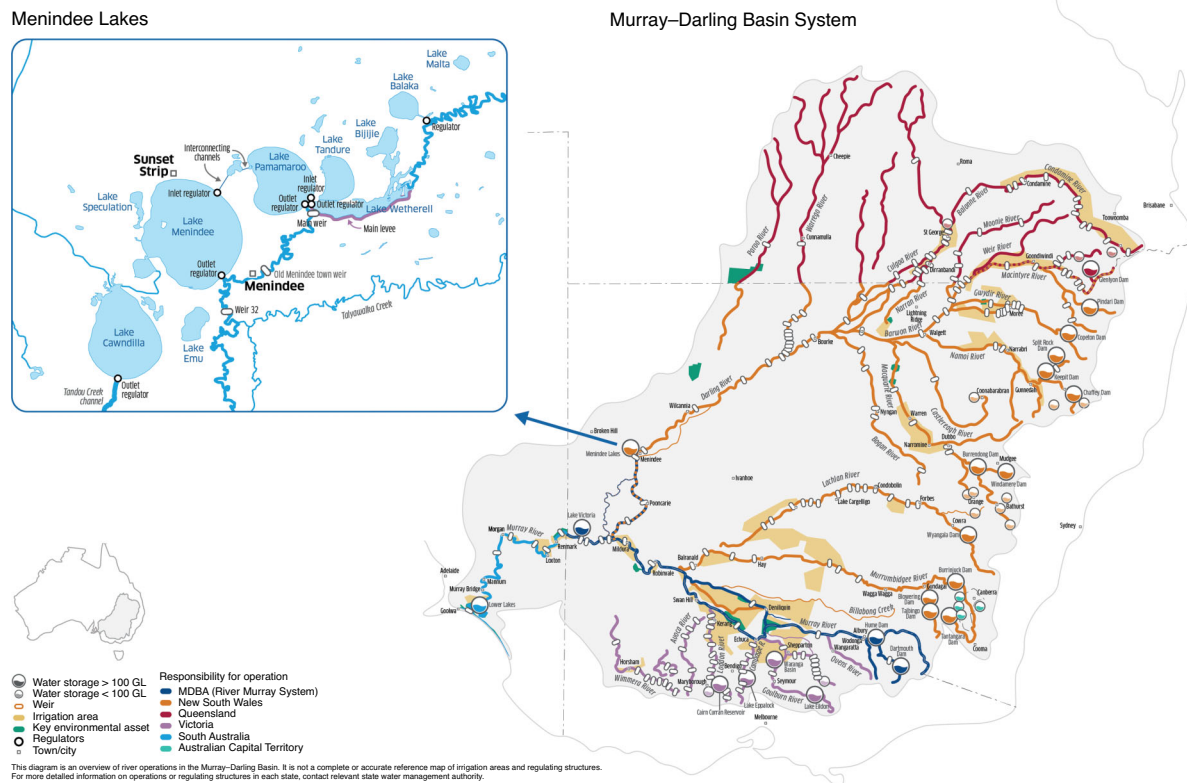 Menindee Lakes
Murray–Darling Basin System
Lake
Malta
Lake
Balaka
Regulator
Lake
Bijijie
Lake
Tandure
Interconnecting
channels
Lake
Pamamaroo
Sunset
Strip
Inlet regulator
Inlet
regulator
Outlet
regulator
Outlet regulator
Lake Wetherell
Main weir
Main levee
Lake
Speculation
Lake
Menindee
Outlet
regulator
Old Menindee town weir
Menindee
Weir 32
Talyawalka Creek
Lake
Cawndilla
Lake
Emu
Outlet
regulator
Tandou Creek
channel
Cheepie
Roma
Condamine River
Condamine
Brisbane
Toowoomba
Balonne River
Moonie River
Warrego River
Paroo River
Cunnamulla
St George
Weir River
Goondiwindi
Culgoa River
Dirranbandi
Macintyre River
Glenlyon Dam
Pindari Dam
Narran River
Lightning
Ridge
Gwydir River
Moree
Barwon River
Walgett
Copeton Dam
Bourke
Namoi River
Narrabri
Split Rock
Dam
Keepit Dam
Macquarie River
Darling River
Wilcannia
Coonabarabran
Gunnedah
Chaffey Dam
Nyngan
Warren
Castlereagh River
Broken Hill
Bogan River
Narromine
Dubbo
Menindee Lakes
Menindee
Burrendong Dam
Mudgee
Windamere Dam
Ivanhoe
Lachlan River
Condobolin
Lake Cargelligo
Forbes
Orange
Bathurst
Pooncarie
Lake Victoria
Cowra
Sydney
Wyangala Dam
Morgan
Murray River
Renmark
Loxton
Mildura
Balranald
Hay
Robinvale
Murrumbidgee River
Wagga Wagga
Burrinjuck Dam
Gundagai
Adelaide
Murray Bridge
Mannum
Goolwa
Lower Lakes
Swan Hill
Deniliquin
Billabong Creek
Blowering
Dam
Talbingo
Dam
Canberra
Tantangara
Dam
Cooma
Kerang
Murray River
Echuca
Albury
Hume Dam
Wodonga
Wangaratta
Dartmouth
Dam
Avoca River
Loddon River
Shepparton
Ovens River
Horsham
Wimmera River
Maryborough
Bendigo
Waranga
Basin
Seymour
Goulburn River
Cairn Curran Reservoir
Lake Eppalock
Lake Eildon
Melbourne
Water storage > 100 GL
Water storage < 100 GL
Weir
Irrigation area
Key environmental asset
Regulators
Town/city
Responsibility for operation
MDBA (River Murray System)
New South Wales
Queensland
Victoria
South Australia
Australian Capital Territory
This diagram is an overview of river operations in the Murray–Darling Basin. It is not a complete or accurate reference map of irrigation areas and regulating structures.
For more detailed information on operations or regulating structures in each state, contact relevant state water management authority.